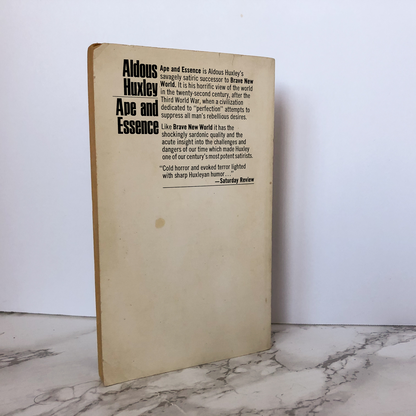 Aldous
Huxley
Ape and
Essence
Ape and Essence is Aldous Huxley's
savagely satiric successor to Brave New
World. It is his horrific view of the world
in the twenty-second century, after the
Third World War, when a civilization
dedicated to "perfection" attempts to
suppress all man's rebellious desires.
Like Brave New World it has the
shockingly sardonic quality and the
acute insight into the challenges and
dangers of our time which made Huxley
one of our century's most potent satirists.
"Cold horror and evoked terror lighted
with sharp Huxleyan humor ..."
—Saturday Review